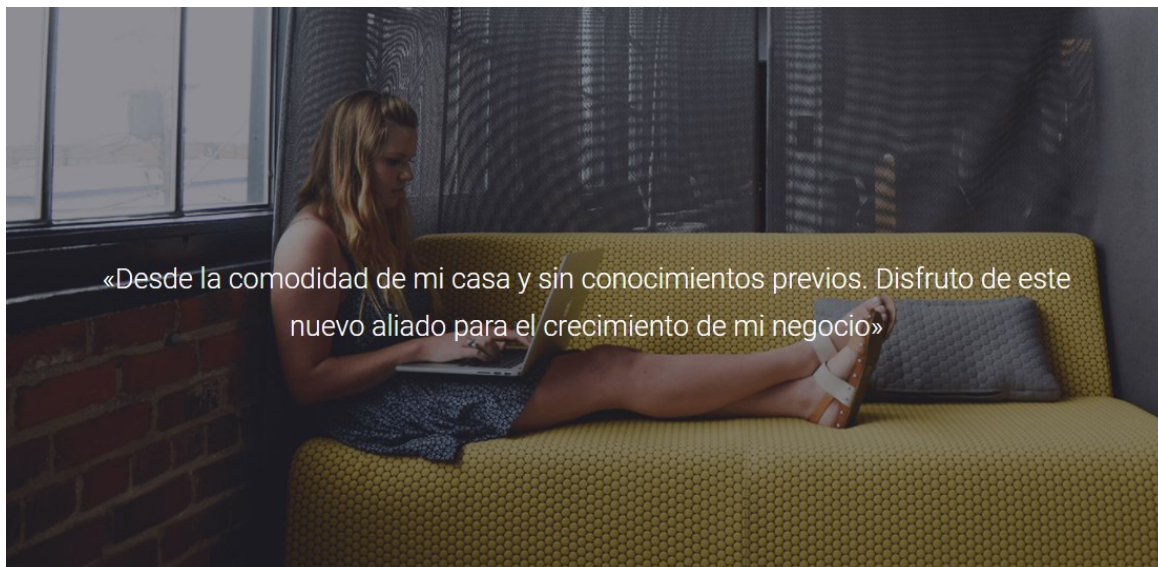 «Desde la comodidad de mi casa y sin conocimientos previos. Disfruto de este
nuevo aliado para el crecimiento de mi negocio»